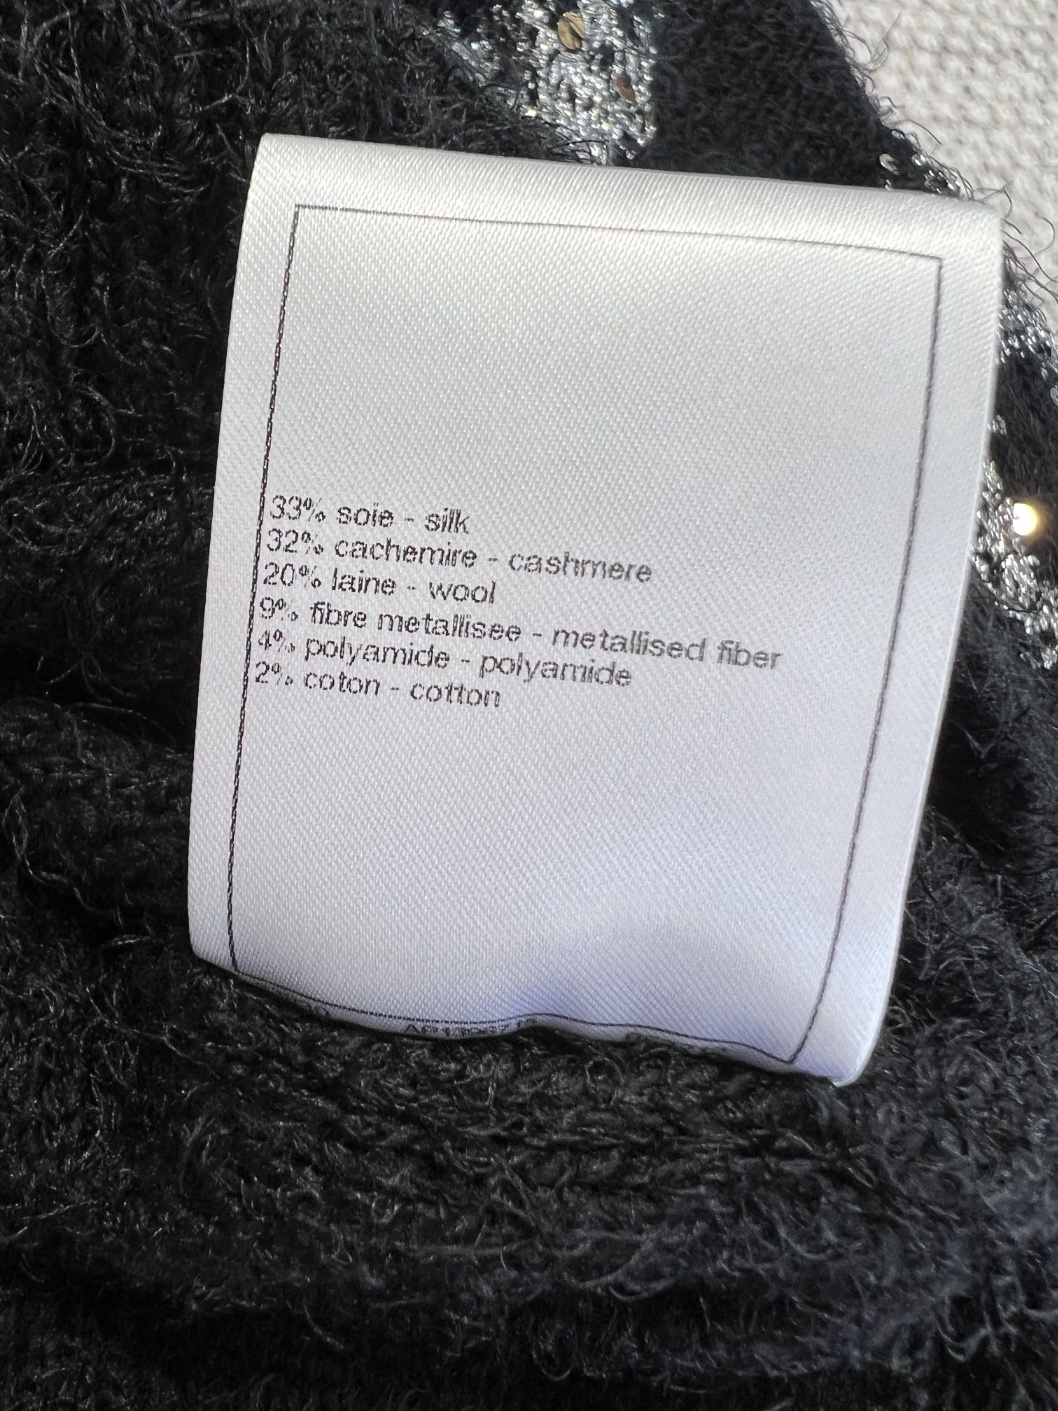 33% soie - silk
32% cachemire - cashmere
20% laine - wool
9% fibre metallisee - metallised fiber
4% polyamide - polyamide
2% coton - cotton